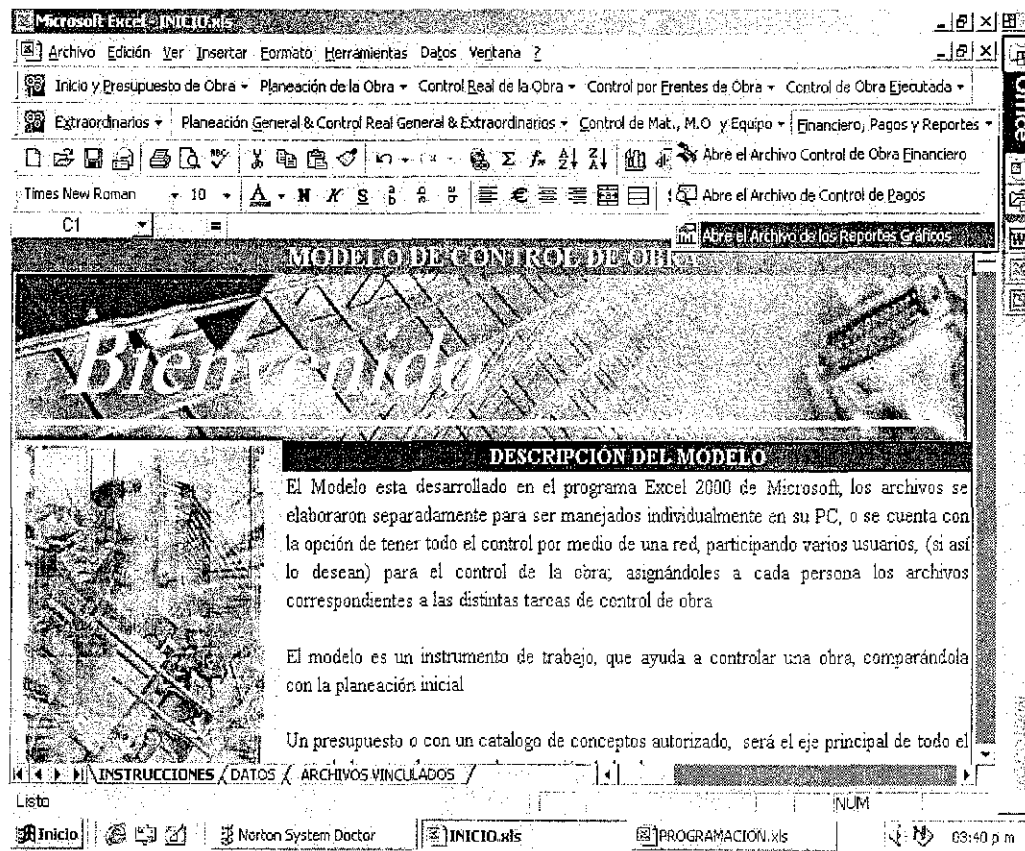 Microsoft Excel - INICIO.xls
Archivo Edición Ver Insertar Formato Herramientas Datos Ventana ?
Inicio y Presupuesto de Obra Planeación de la Obra Control Real de la Obra Control por Frentes de Obra Control de Obra Ejecutada
Extraordinarios Planeación General & Control Real General & Extraordinarios Control de Mat., M.O y Equipo Financiero, Pagos y Reportes
Abre el Archivo Control de Obra Financiero
Times New Roman 10 A N K S Abre el Archivo de Control de Pagos
C1 = Abre el Archivo de los Reportes Gráficos
MODELO DE CONTROL DE OBRA
Bienvenido
DESCRIPCIÓN DEL MODELO
El Modelo esta desarrollado en el programa Excel 2000 de Microsoft, los archivos se
elaboraron separadamente para ser manejados individualmente en su PC, o se cuenta con
la opción de tener todo el control por medio de una red, participando varios usuarios, (si así
lo desean) para el control de la obra; asignándoles a cada persona los archivos
correspondientes a las distintas tareas de control de obra
El modelo es un instrumento de trabajo, que ayuda a controlar una obra, comparándola
con la planeación inicial
Un presupuesto o con un catalogo de conceptos autorizado, será el eje principal de todo el
INSTRUCCIONES DATOS ARCHIVOS VINCULADOS
Listo NUM
Inicio Norton System Doctor INICIO.xls PROGRAMACION.xls 03:40 p m